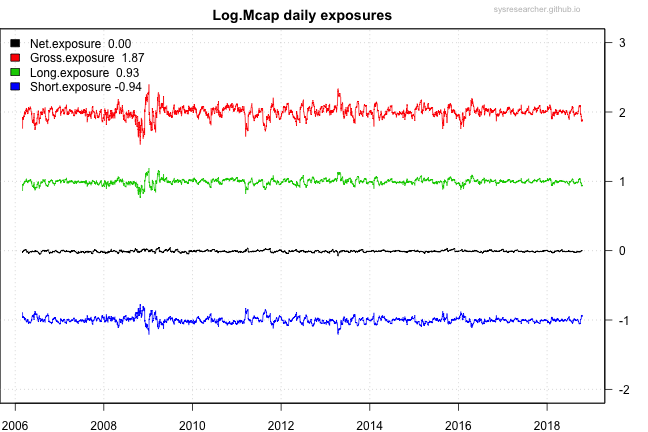 Log.Mcap daily exposures
sysresearcher.github.io
Net.exposure 0.00
Gross.exposure 1.87
Long.exposure 0.93
Short.exposure -0.94
3
2
1
0
-1
-2
2006 2008 2010 2012 2014 2016 2018